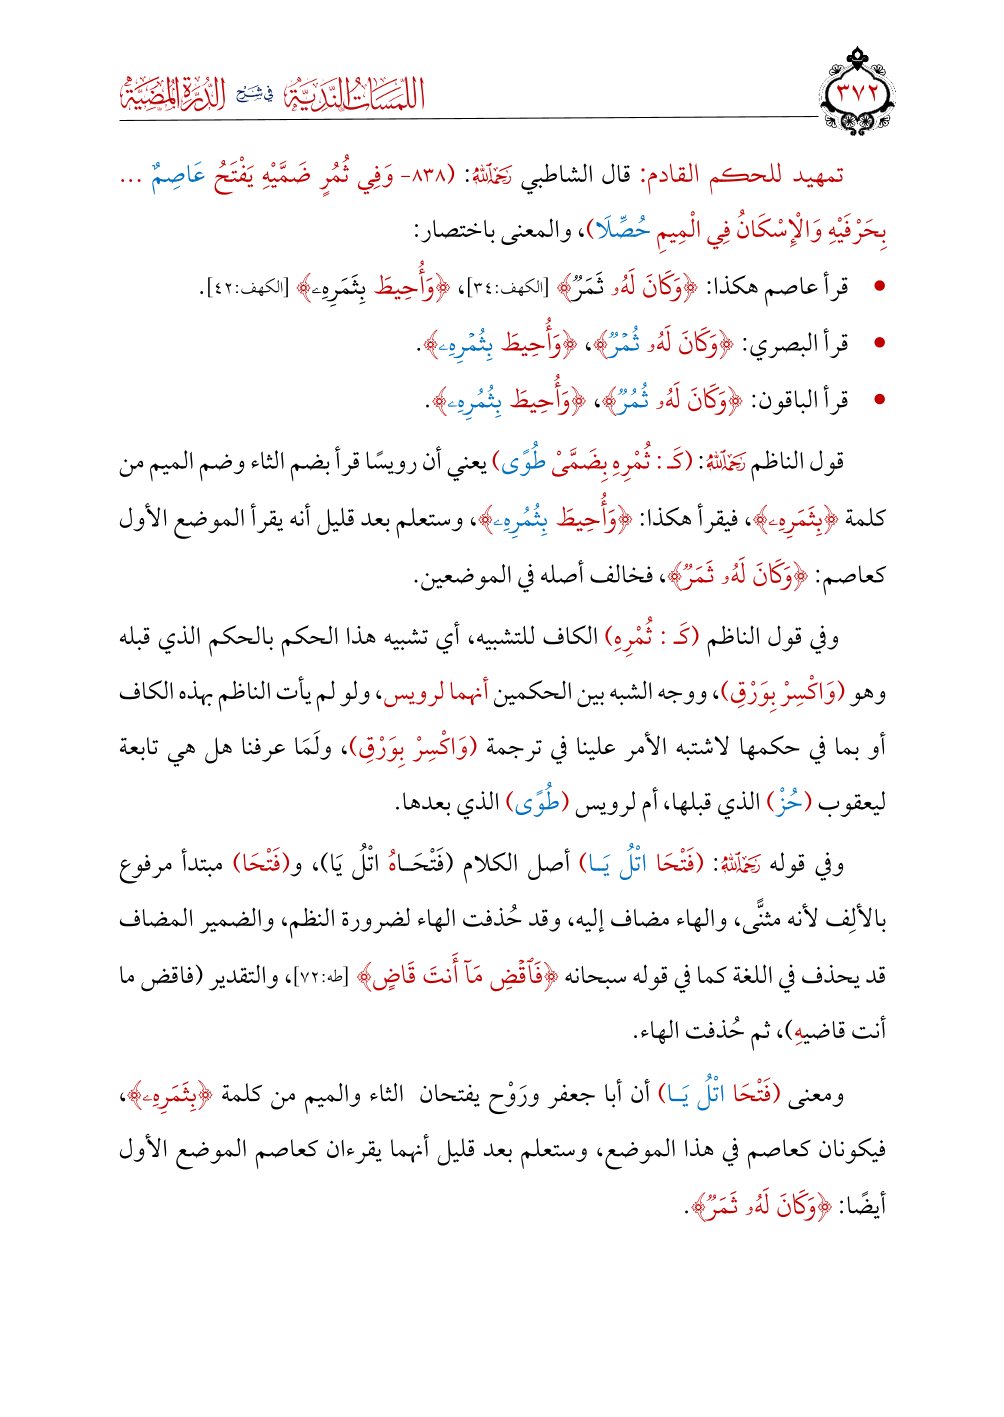 ٣٧٢
اللمسات الندية في شرح الدرة المضية
تمهيد للحكم القادم: قال الشاطبي رَحِمَهُ اللَّهُ: (٨٣٨- وَفِي ثُمُرٍ ضَمَّيْهِ يَفْتَحُ عَاصِمٌ ...
بِحَرْفَيْهِ وَالْإِسْكَانُ فِي الْمِيمِ حُصِّلَا)، والمعنى باختصار:
• قرأ عاصم هكذا: ﴿وَكَانَ لَهُۥ ثَمَرٌ﴾ [الكهف:٣٤]، ﴿وَأُحِيطَ بِثَمَرِهِۦ﴾ [الكهف:٤٢].
• قرأ البصري: ﴿وَكَانَ لَهُۥ ثُمْرٌ﴾، ﴿وَأُحِيطَ بِثُمْرِهِۦ﴾.
• قرأ الباقون: ﴿وَكَانَ لَهُۥ ثُمُرٌ﴾، ﴿وَأُحِيطَ بِثُمُرِهِۦ﴾.
قول الناظم رَحِمَهُ اللَّهُ: (كَـ : ثُمْرِهِ بِضَمَّىْ طُوًى) يعني أن رويسًا قرأ بضم الثاء وضم الميم من
كلمة ﴿بِثَمَرِهِۦ﴾، فيقرأ هكذا: ﴿وَأُحِيطَ بِثُمُرِهِۦ﴾، وستعلم بعد قليل أنه يقرأ الموضع الأول
كعاصم: ﴿وَكَانَ لَهُۥ ثَمَرٌ﴾، فخالف أصله في الموضعين.
وفي قول الناظم (كَـ : ثُمْرِهِ) الكاف للتشبيه، أي تشبيه هذا الحكم بالحكم الذي قبله
وهو (وَاكْسِرْ بِوَرْقِ)، ووجه الشبه بين الحكمين أنهما لرويس، ولو لم يأت الناظم بهذه الكاف
أو بما في حكمها لاشتبه الأمر علينا في ترجمة (وَاكْسِرْ بِوَرْقِ)، ولَمَا عرفنا هل هي تابعة
ليعقوب (حُزْ) الذي قبلها، أم لرويس (طُوًى) الذي بعدها.
وفي قوله رَحِمَهُ اللَّهُ: (فَتْحَا اتْلُ يَـا) أصل الكلام (فَتْحَـاهُ اتْلُ يَا)، و(فَتْحَا) مبتدأ مرفوع
بالألِف لأنه مثنًّى، والهاء مضاف إليه، وقد حُذفت الهاء لضرورة النظم، والضمير المضاف
قد يحذف في اللغة كما في قوله سبحانه ﴿فَٱقْضِ مَآ أَنتَ قَاضٍ﴾ [طه:٧٢]، والتقدير (فاقض ما
أنت قاضيهِ)، ثم حُذفت الهاء.
ومعنى (فَتْحَا اتْلُ يَـا) أن أبا جعفر ورَوْح يفتحان الثاء والميم من كلمة ﴿بِثَمَرِهِۦ﴾،
فيكونان كعاصم في هذا الموضع، وستعلم بعد قليل أنهما يقرءان كعاصم الموضع الأول
أيضًا: ﴿وَكَانَ لَهُۥ ثَمَرٌ﴾.